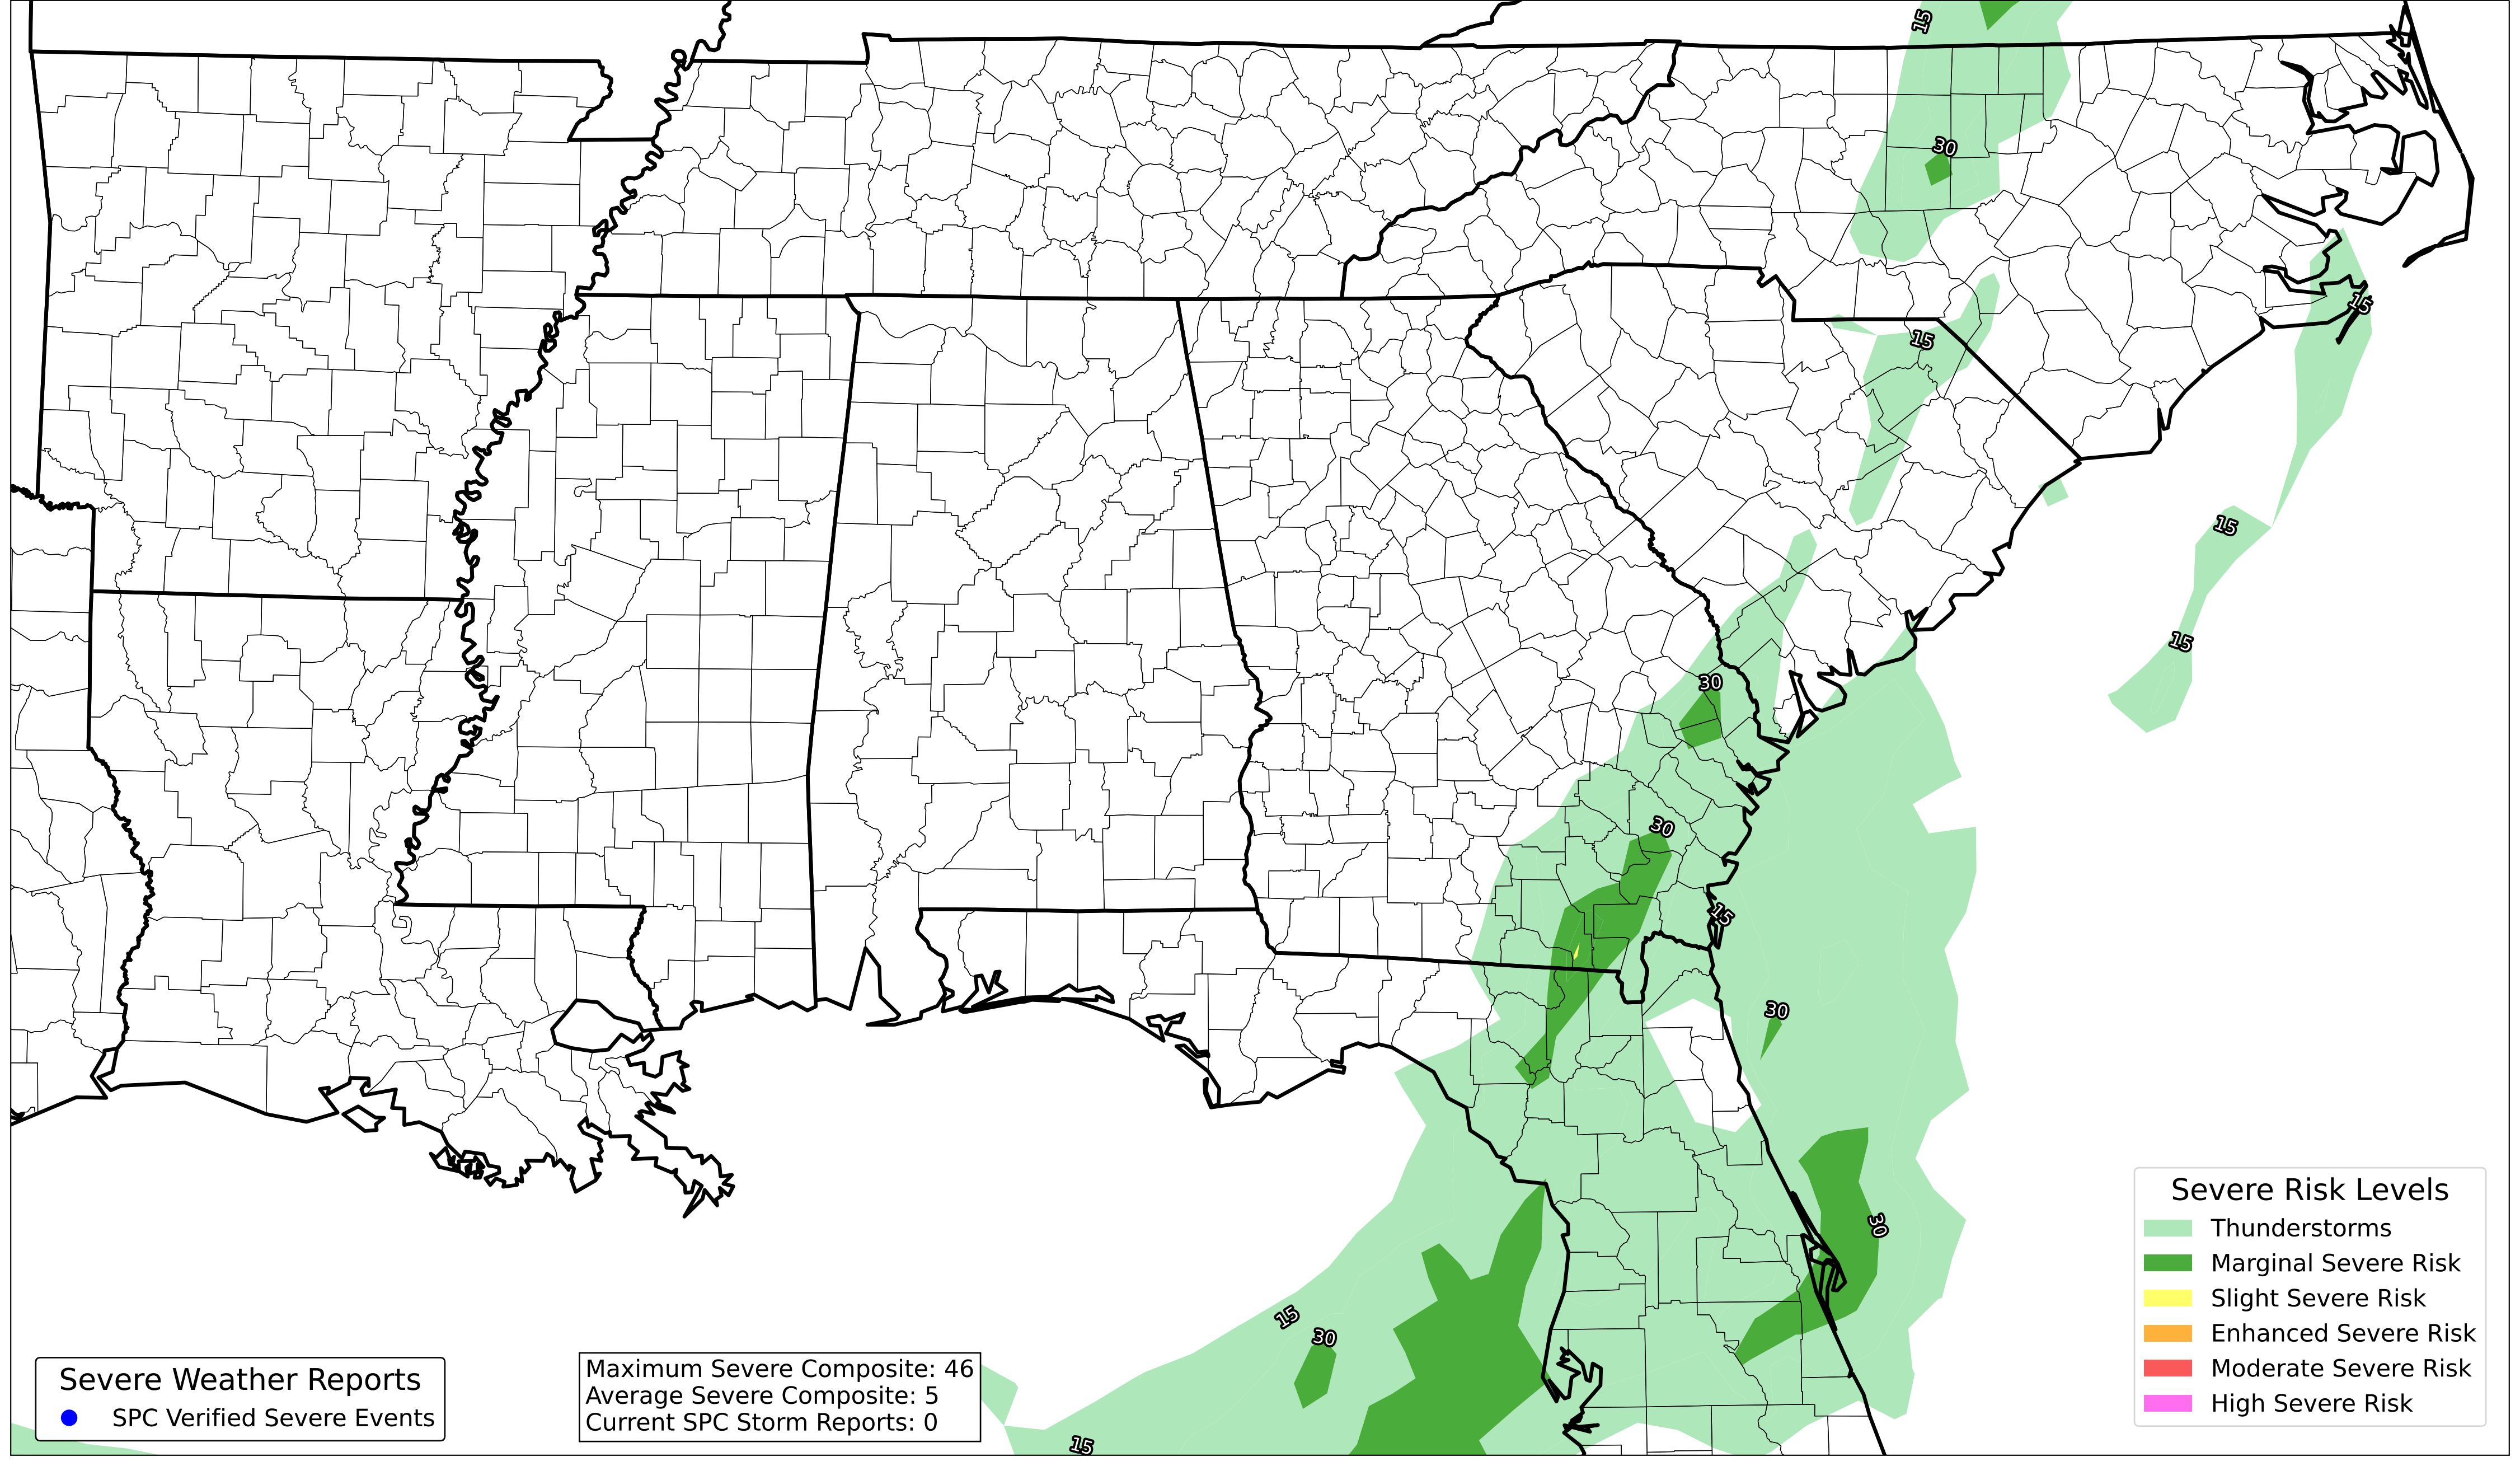 15
30
15
15
15
15
30
30
15
30
30
15
30
15
Severe Risk Levels
Thunderstorms
Marginal Severe Risk
Slight Severe Risk
Enhanced Severe Risk
Moderate Severe Risk
High Severe Risk
Severe Weather Reports
SPC Verified Severe Events
Maximum Severe Composite: 46
Average Severe Composite: 5
Current SPC Storm Reports: 0